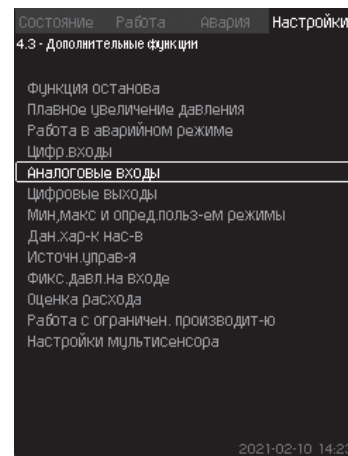 Состояние Работа Авария Настройки
4.3 - Дополнительные функции
Функция останова
Плавное увеличение давления
Работа в аварийном режиме
Цифр.входы
Аналоговые входы
Цифровые выходы
Мин,макс и опред.польз-ем режимы
Дан.хар-к нас-в
Источн.управ-я
Фикс.давл.на входе
Оценка расхода
Работа с ограничен. производит-ю
Настройки мультисенсора
2021-02-10 14:23